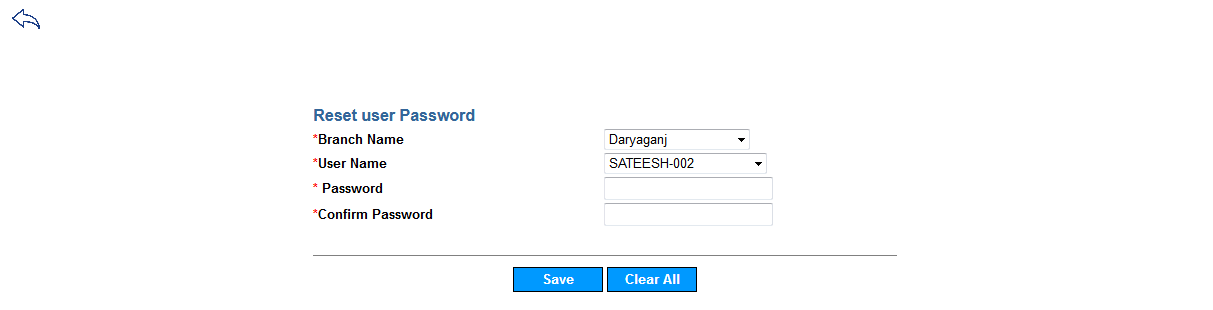 Reset user Password
*Branch Name Daryaganj
*User Name SATEESH-002
* Password
*Confirm Password
Save Clear All